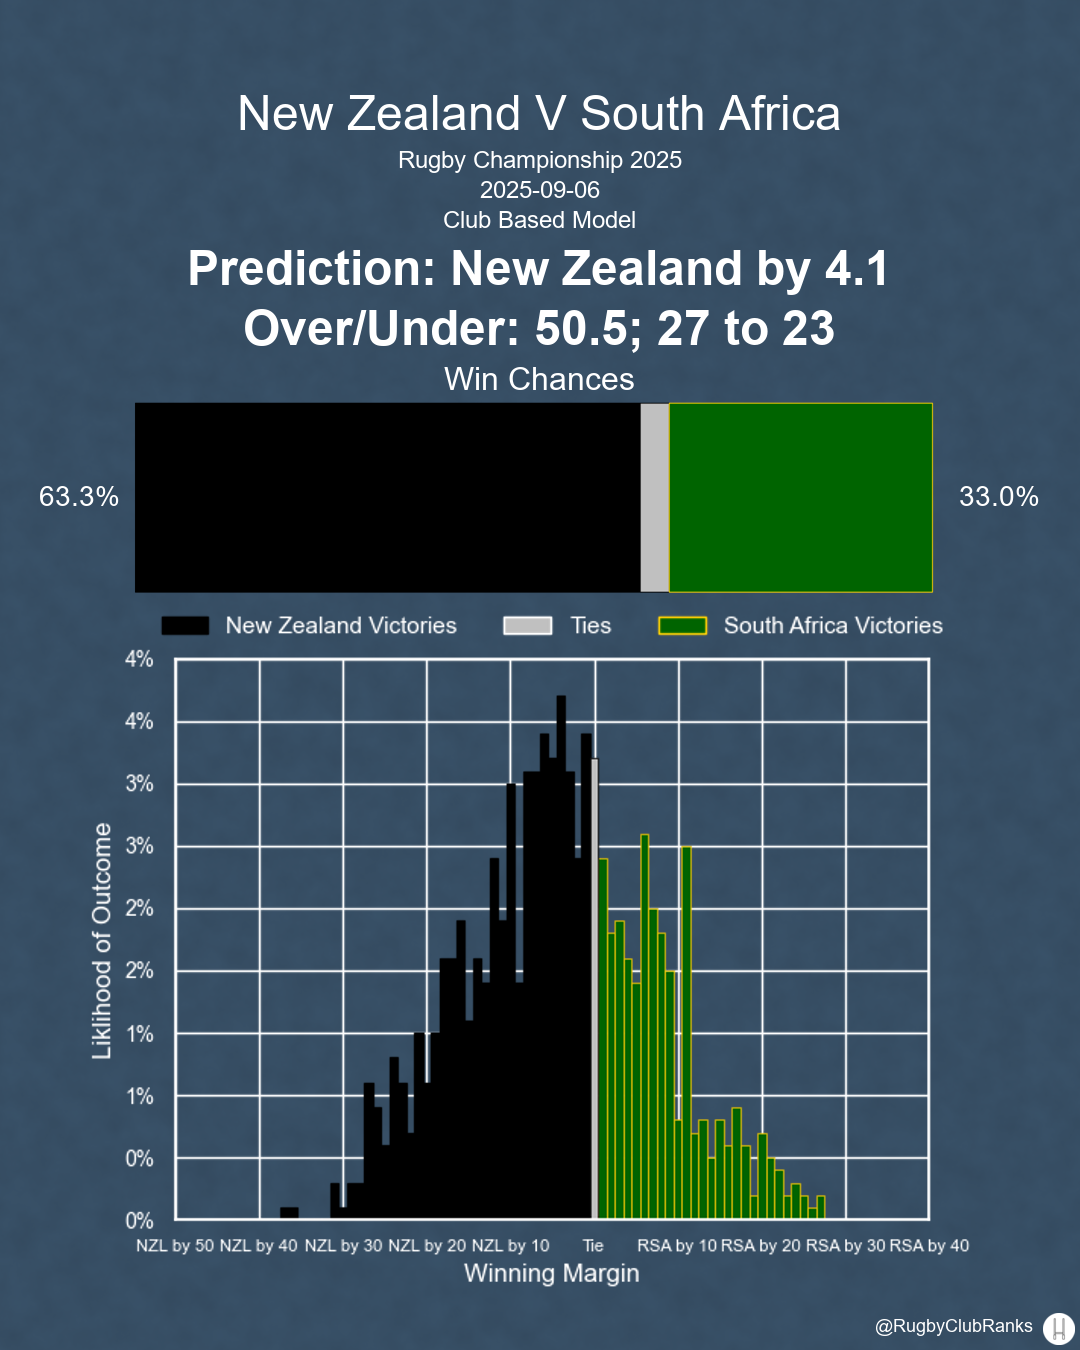 New Zealand V South Africa
Rugby Championship 2025
2025-09-06
Club Based Model
Prediction: New Zealand by 4.1
Over/Under: 50.5; 27 to 23
Win Chances
63.3%
33.0%
New Zealand Victories
Ties
South Africa Victories
4%
4%
3%
3%
2%
2%
1%
1%
0%
0%
Liklihood of Outcome
NZL by 50 NZL by 40 NZL by 30 NZL by 20 NZL by 10 Tie RSA by 10 RSA by 20 RSA by 30 RSA by 40
Winning Margin
@RugbyClubRanks